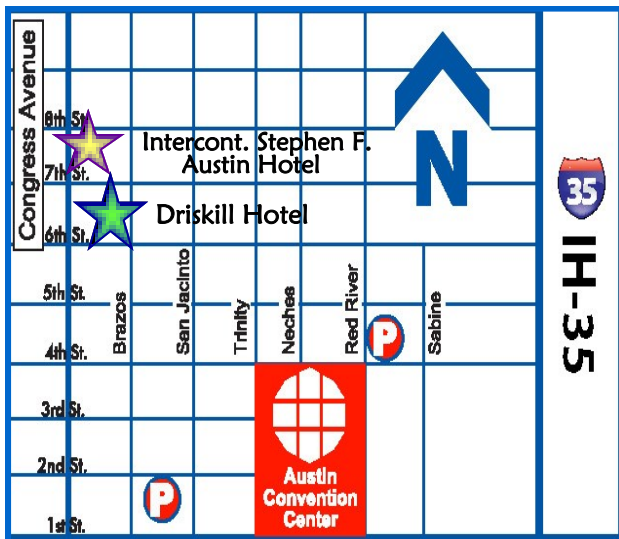 Congress Avenue
8th St.
Intercont. Stephen F.
Austin Hotel
7th St.
Driskill Hotel
6th St.
N
35
IH-35
5th St.
4th St.
Brazos
San Jacinto
Trinity
Neches
Red River
Sabine
P
3rd St.
2nd St.
1st St.
P
Austin
Convention
Center